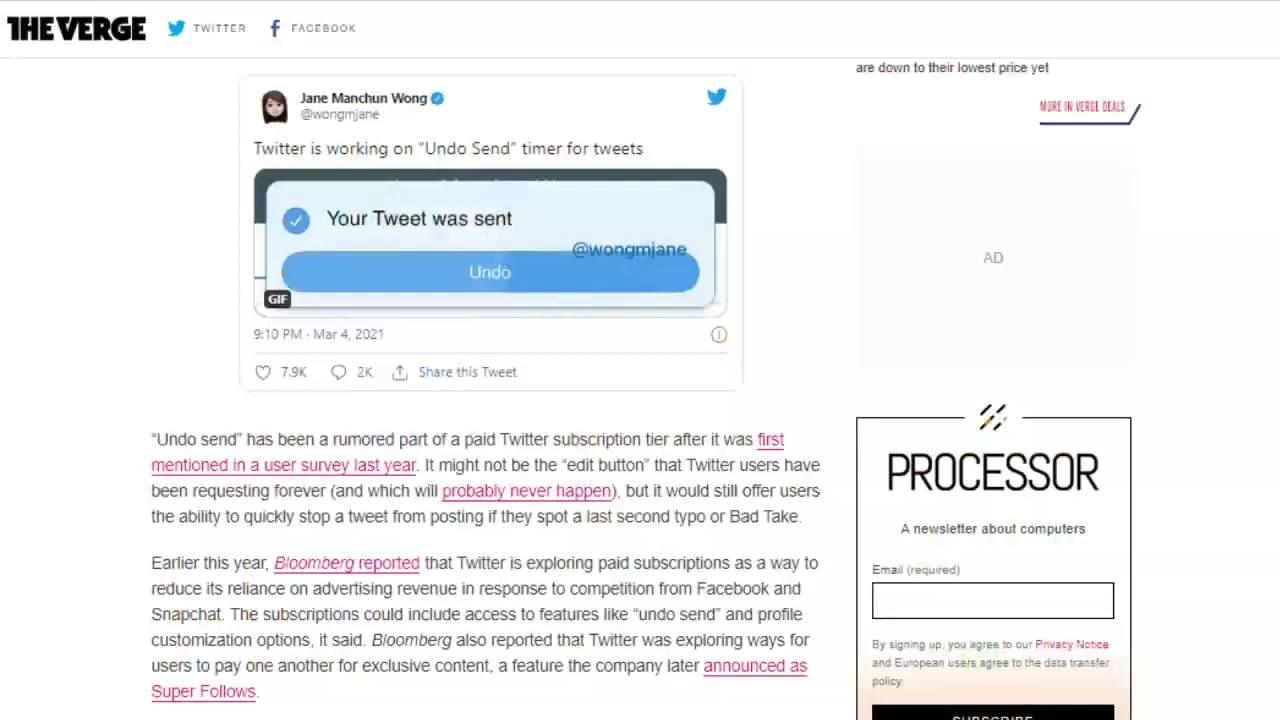 THE VERGE
TWITTER
FACEBOOK
are down to their lowest price yet
MORE IN VERGE DEALS
Jane Manchun Wong
@wongmjane
Twitter is working on “Undo Send” timer for tweets
Your Tweet was sent
@wongmjane
Undo
GIF
9:10 PM · Mar 4, 2021
7.9K
2K
Share this Tweet
AD
“Undo send” has been a rumored part of a paid Twitter subscription tier after it was first
mentioned in a user survey last year. It might not be the “edit button” that Twitter users have
been requesting forever (and which will probably never happen), but it would still offer users
the ability to quickly stop a tweet from posting if they spot a last second typo or Bad Take.
Earlier this year, Bloomberg reported that Twitter is exploring paid subscriptions as a way to
reduce its reliance on advertising revenue in response to competition from Facebook and
Snapchat. The subscriptions could include access to features like “undo send” and profile
customization options, it said. Bloomberg also reported that Twitter was exploring ways for
users to pay one another for exclusive content, a feature the company later announced as
Super Follows.
PROCESSOR
A newsletter about computers
Email (required)
By signing up, you agree to our Privacy Notice
and European users agree to the data transfer
policy.
SUBSCRIBE